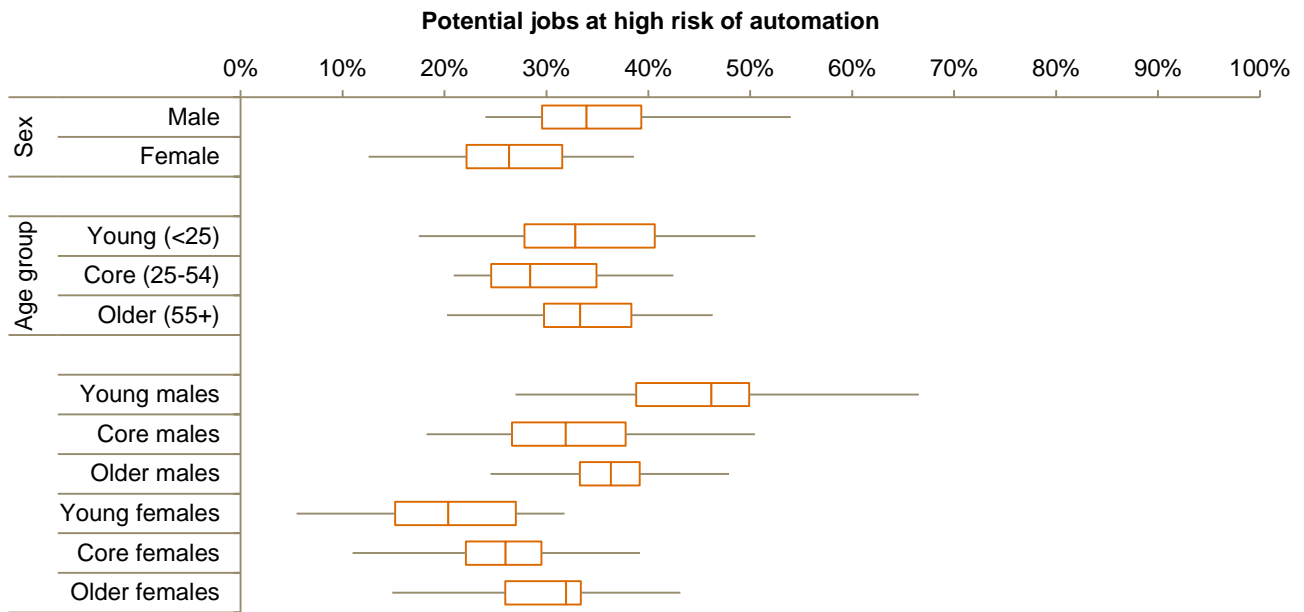 Potential jobs at high risk of automation
0% 10% 20% 30% 40% 50% 60% 70% 80% 90% 100%
Sex
Male
Female
Age group
Young (<25)
Core (25-54)
Older (55+)
Young males
Core males
Older males
Young females
Core females
Older females